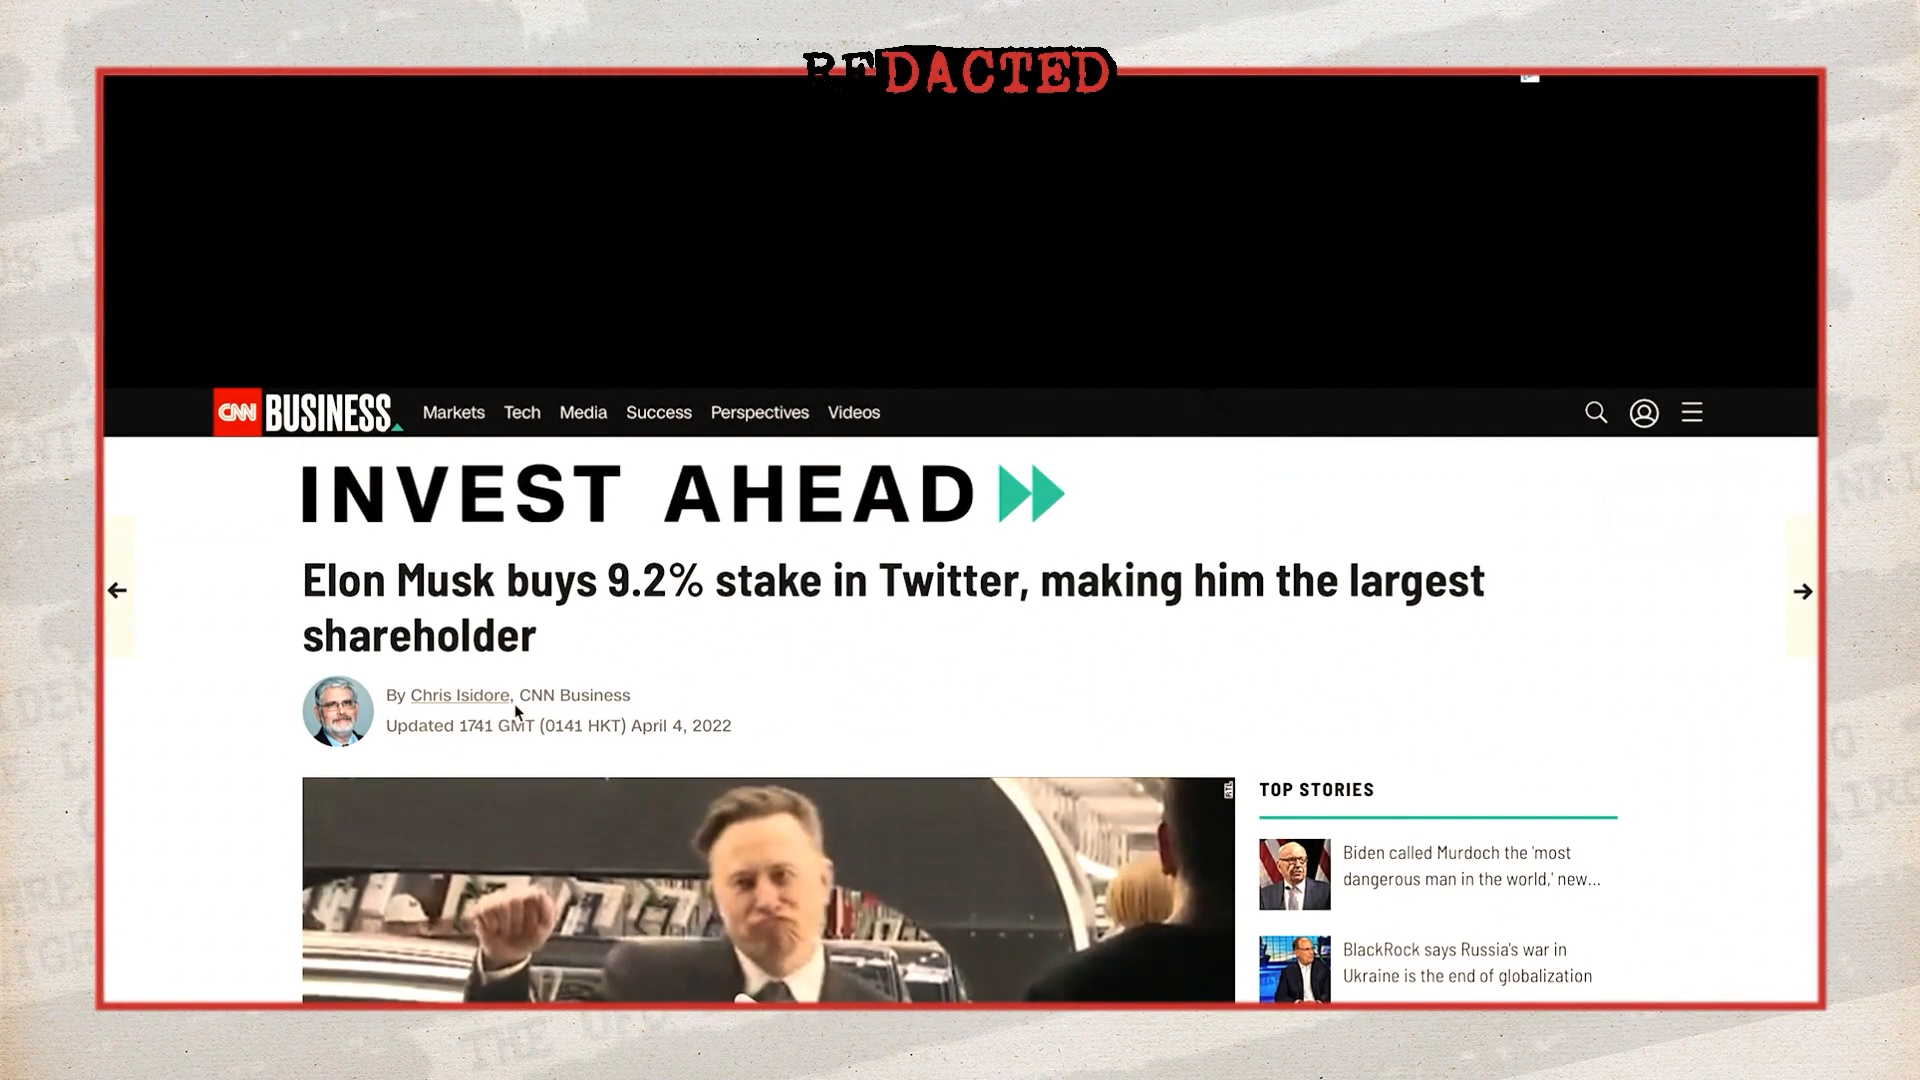 REDACTED
CNN BUSINESS Markets Tech Media Success Perspectives Videos
INVEST AHEAD
Elon Musk buys 9.2% stake in Twitter, making him the largest
shareholder
By Chris Isidore, CNN Business
Updated 1741 GMT (0141 HKT) April 4, 2022
RTL
TOP STORIES
Biden called Murdoch the 'most
dangerous man in the world,' new...
BlackRock says Russia's war in
Ukraine is the end of globalization